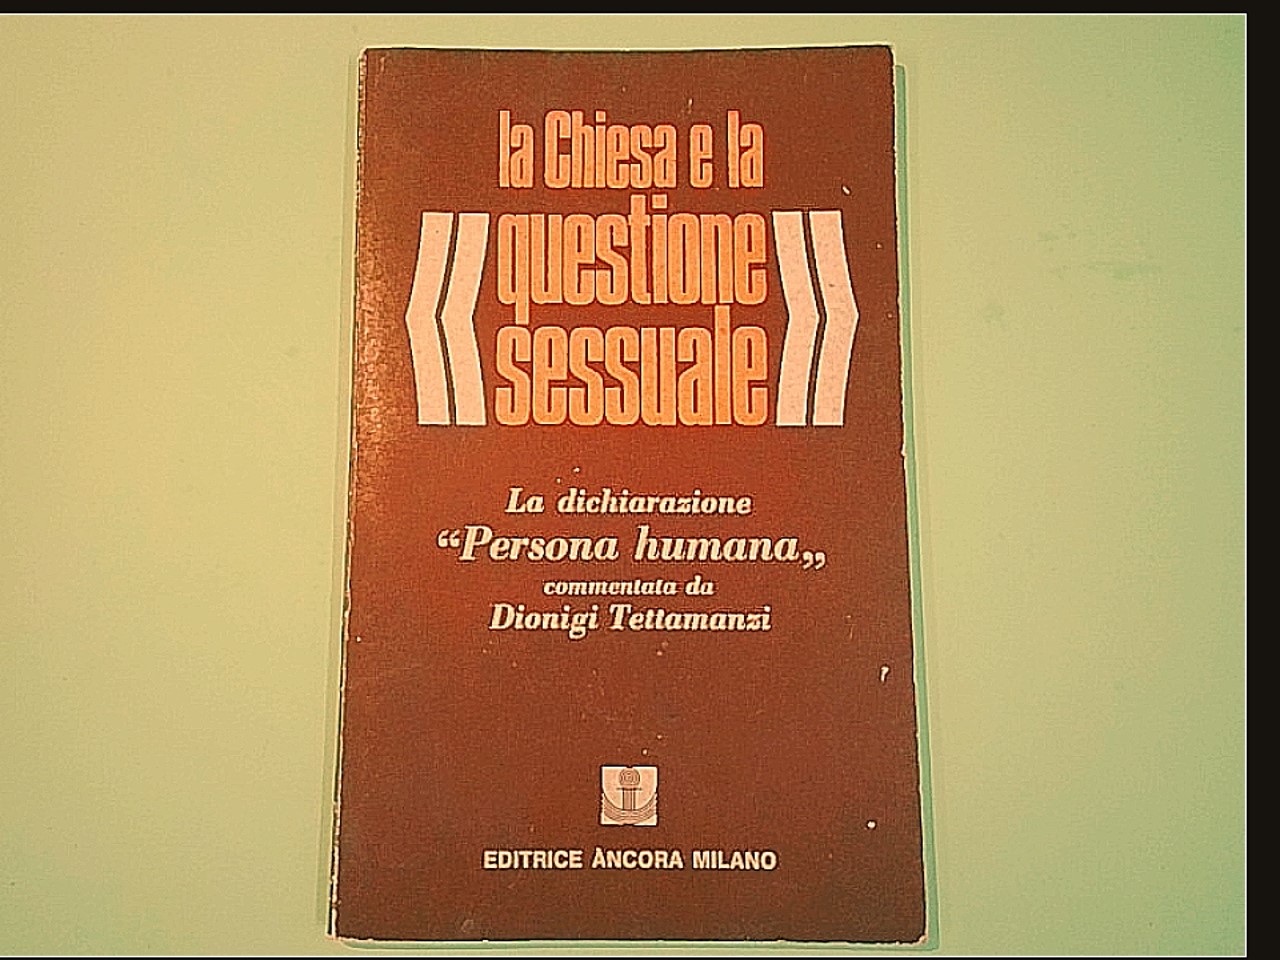 la Chiesa e la
«questione
sessuale»
La dichiarazione
“Persona humana„
commentata da
Dionigi Tettamanzi
EDITRICE ÀNCORA MILANO